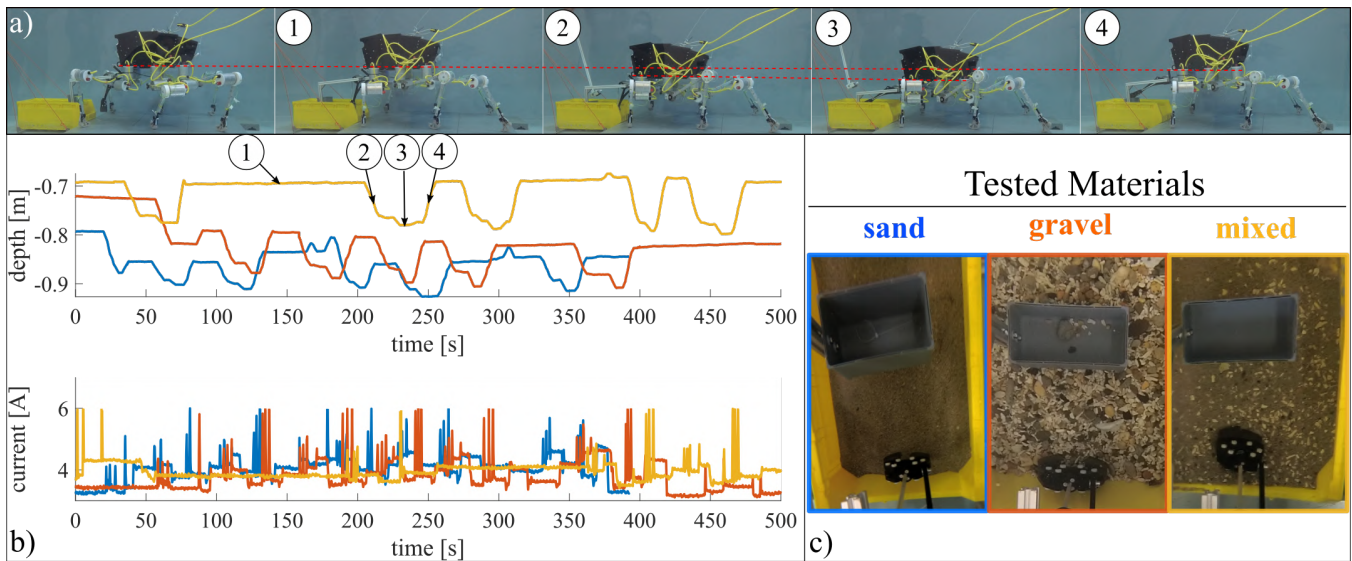 a)
1
2
3
4
1
2
3
4
-0.7
-0.8
-0.9
depth [m]
0 50 100 150 200 250 300 350 400 450 500
time [s]
6
4
current [A]
0 50 100 150 200 250 300 350 400 450 500
time [s]
b)
Tested Materials
sand gravel mixed
c)